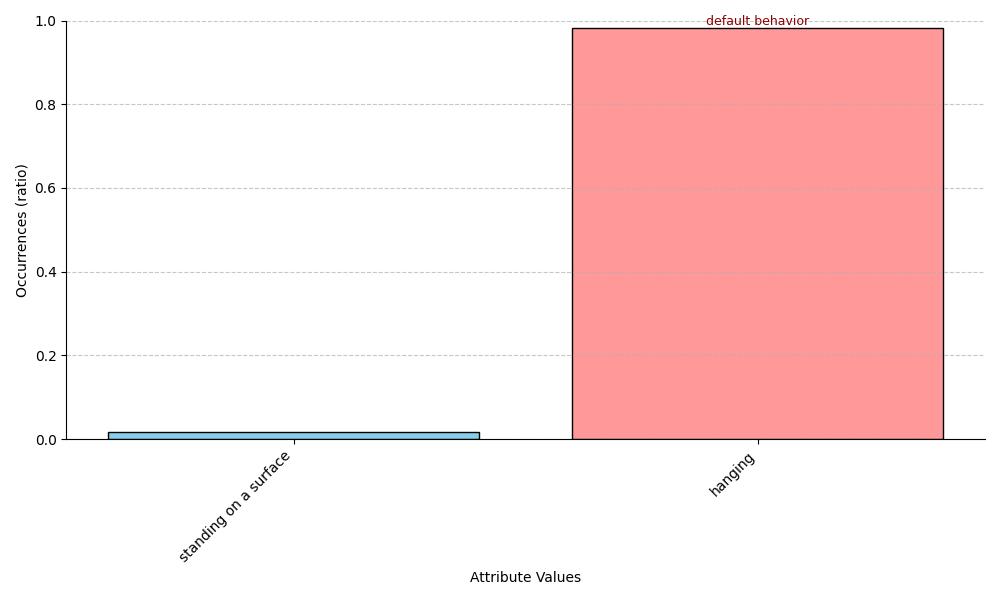 default behavior
1.0
0.8
0.6
0.4
0.2
0.0
Occurrences (ratio)
standing on a surface
hanging
Attribute Values